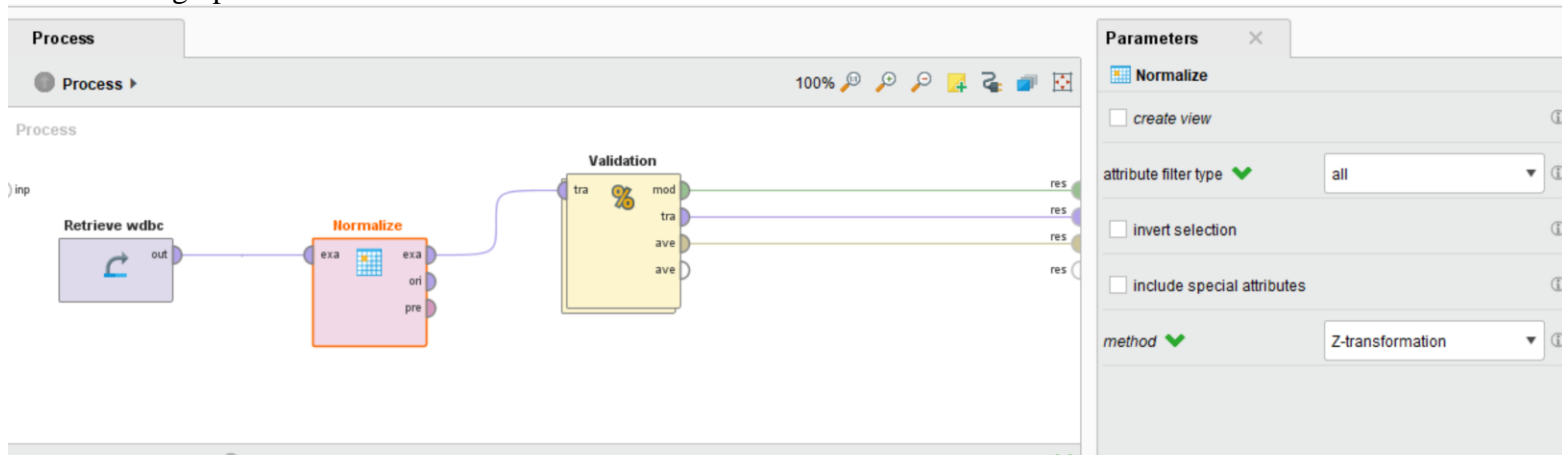 Process
Process
100%
Process
inp
Retrieve wdbc
out
Normalize
exa
exa
ori
pre
Validation
tra
%
mod
tra
ave
ave
res
res
res
res
Parameters
Normalize
create view
attribute filter type
all
invert selection
include special attributes
method
Z-transformation